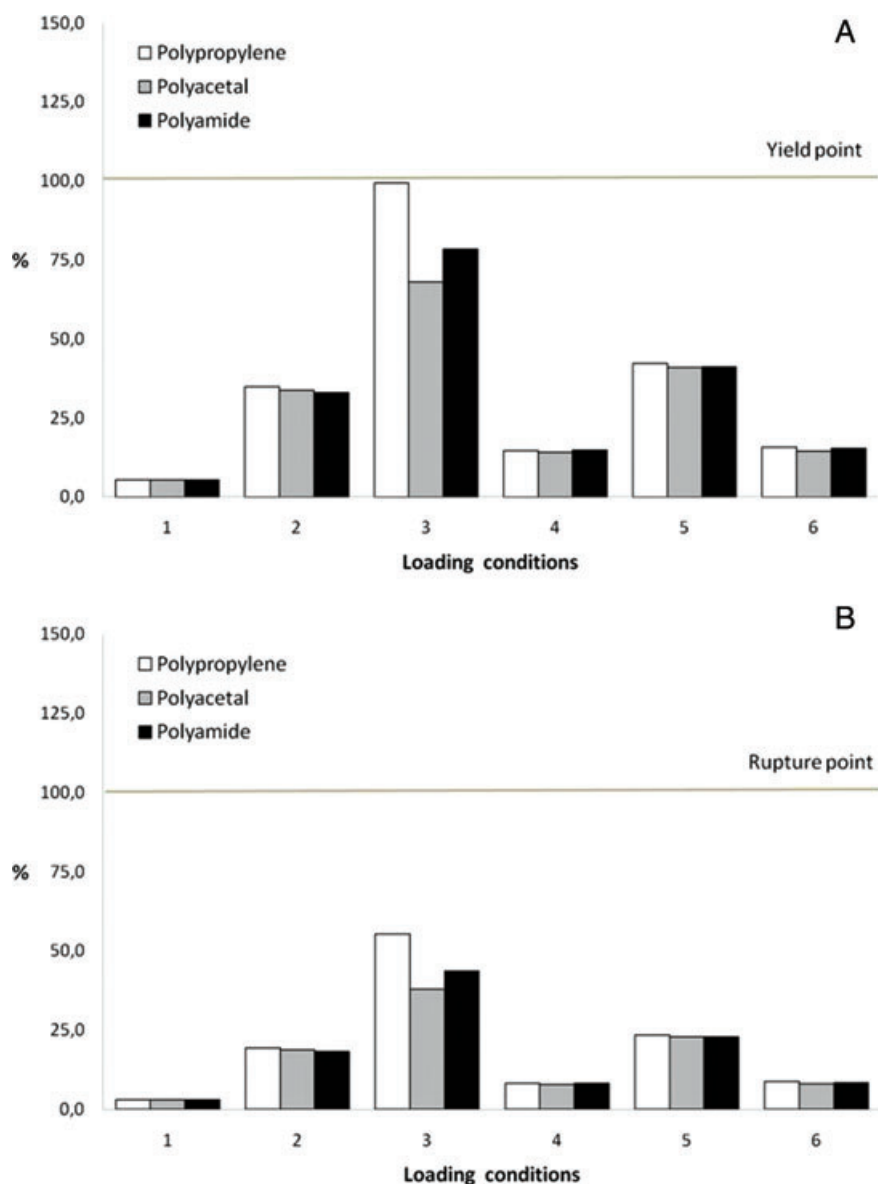 A
150,0
Polypropylene
125,0
Polyacetal
Polyamide
Yield point
100,0
%
75,0
50,0
25,0
0,0
1 2 3 4 5 6
Loading conditions
B
150,0
Polypropylene
125,0
Polyacetal
Polyamide
Rupture point
100,0
%
75,0
50,0
25,0
0,0
1 2 3 4 5 6
Loading conditions